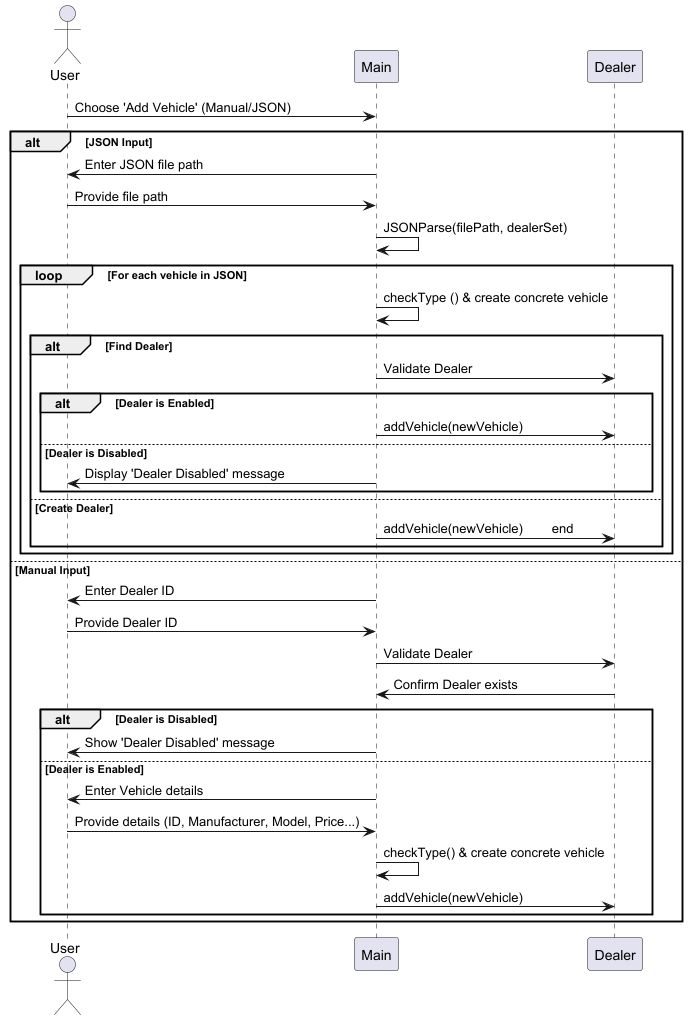 User
Main
Dealer
Choose 'Add Vehicle' (Manual/JSON)
alt [JSON Input]
Enter JSON file path
Provide file path
JSONParse(filePath, dealerSet)
loop [For each vehicle in JSON]
checkType () & create concrete vehicle
alt [Find Dealer]
Validate Dealer
alt [Dealer is Enabled]
addVehicle(newVehicle)
[Dealer is Disabled]
Display 'Dealer Disabled' message
[Create Dealer]
addVehicle(newVehicle) end
[Manual Input]
Enter Dealer ID
Provide Dealer ID
Validate Dealer
Confirm Dealer exists
alt [Dealer is Disabled]
Show 'Dealer Disabled' message
[Dealer is Enabled]
Enter Vehicle details
Provide details (ID, Manufacturer, Model, Price...)
checkType() & create concrete vehicle
addVehicle(newVehicle)
User
Main
Dealer